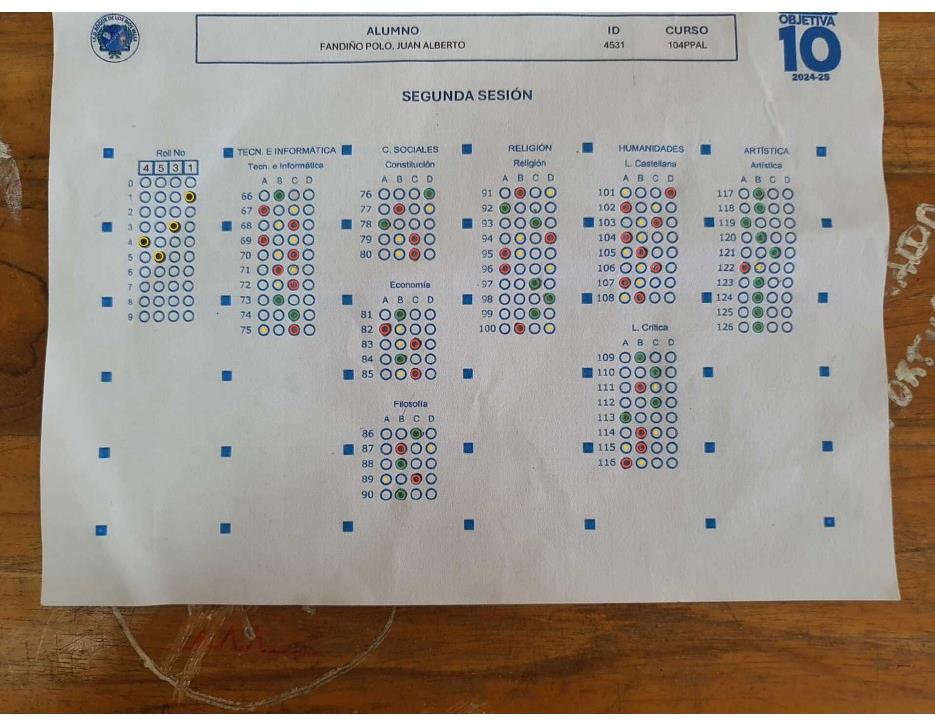 ALUMNO ID CURSO
FANDIÑO POLO, JUAN ALBERTO 4531 104PPAL
OBJETIVA
10
2024-25
SEGUNDA SESIÓN
Roll No
4 5 3 1
0
1
2
3
4
5
6
7
8
9
TECN. E INFORMÁTICA
Tecn. e Informática
A B C D
66
67
68
69
70
71
72
73
74
75
C. SOCIALES
Constitución
A B C D
76
77
78
79
80
Economía
A B C D
81
82
83
84
85
Filosofía
A B C D
86
87
88
89
90
RELIGIÓN
Religión
A B C D
91
92
93
94
95
96
97
98
99
100
HUMANIDADES
L. Castellana
A B C D
101
102
103
104
105
106
107
108
L. Crítica
A B C D
109
110
111
112
113
114
115
116
ARTÍSTICA
Artística
A B C D
117
118
119
120
121
122
123
124
125
126